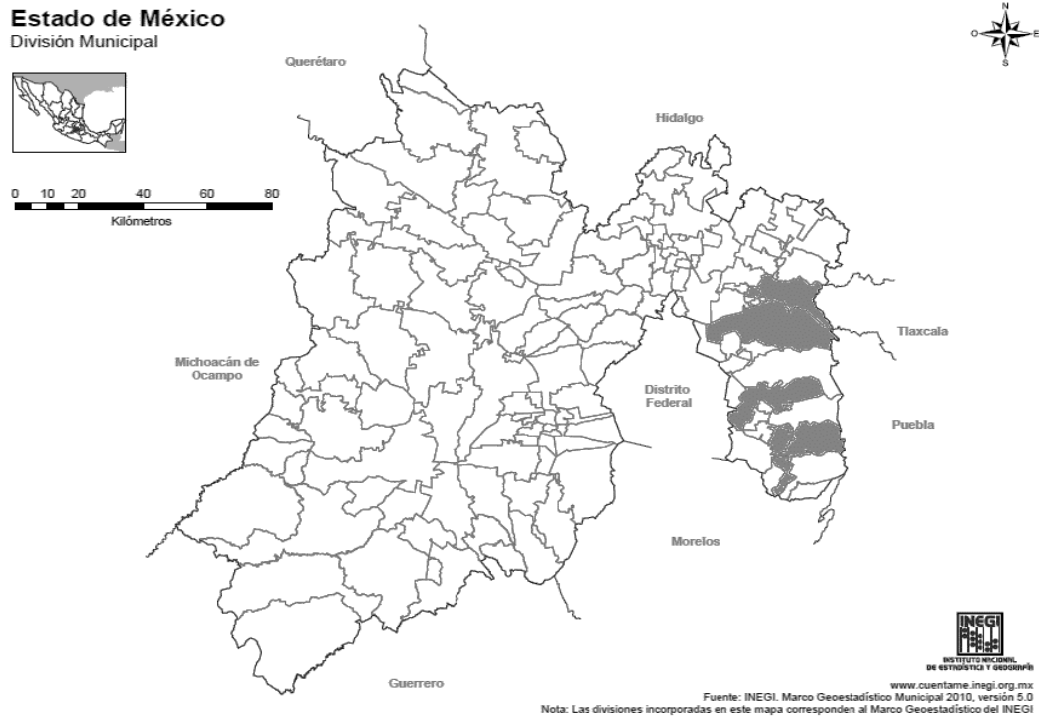 Estado de México
División Municipal
N
O
E
S
Querétaro
Hidalgo
0 10 20 40 60 80
Kilómetros
Tlaxcala
Michoacán de
Ocampo
Distrito
Federal
Puebla
Morelos
Guerrero
INEGI
INSTITUTO NACIONAL
DE ESTADÍSTICA Y GEOGRAFÍA
www.cuentame.inegi.org.mx
Fuente: INEGI. Marco Geoestadístico Municipal 2010, versión 5.0
Nota: Las divisiones incorporadas en este mapa corresponden al Marco Geoestadístico del INEGI